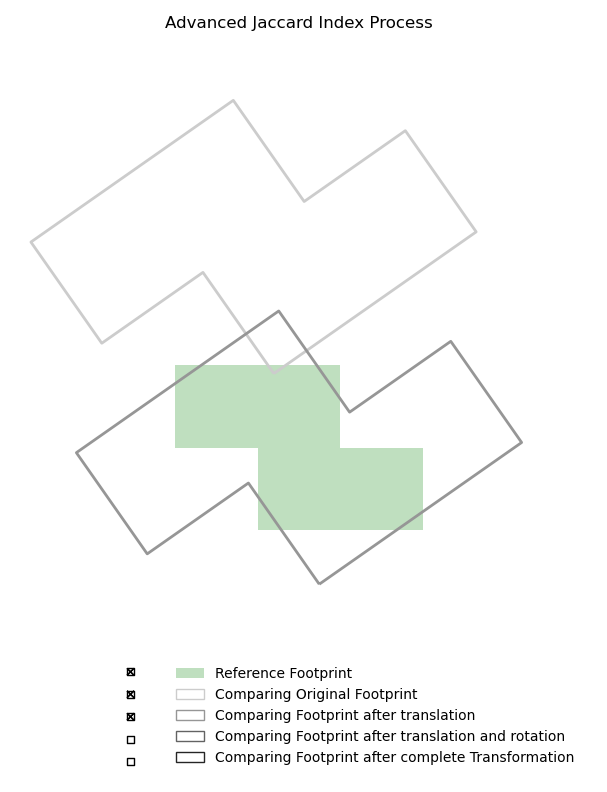 Advanced Jaccard Index Process
Reference Footprint
Comparing Original Footprint
Comparing Footprint after translation
Comparing Footprint after translation and rotation
Comparing Footprint after complete Transformation